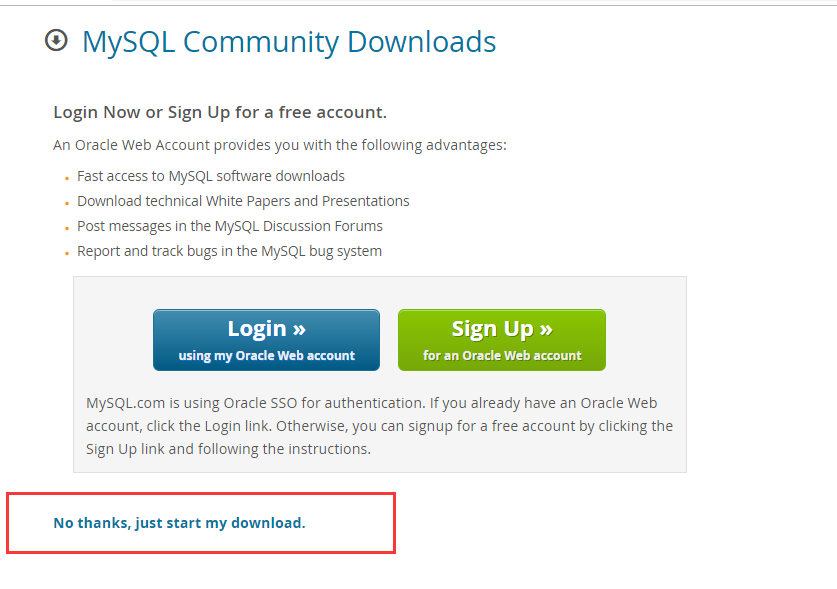 MySQL Community Downloads
Login Now or Sign Up for a free account.
An Oracle Web Account provides you with the following advantages:
Fast access to MySQL software downloads
Download technical White Papers and Presentations
Post messages in the MySQL Discussion Forums
Report and track bugs in the MySQL bug system
Login »
using my Oracle Web account
Sign Up »
for an Oracle Web account
MySQL.com is using Oracle SSO for authentication. If you already have an Oracle Web
account, click the Login link. Otherwise, you can signup for a free account by clicking the
Sign Up link and following the instructions.
No thanks, just start my download.